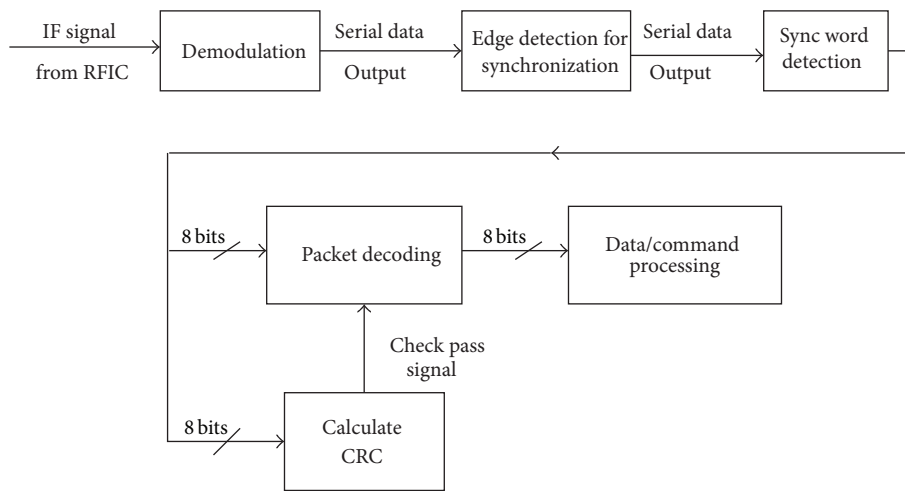 IF signal
from RFIC
Demodulation
Serial data
Output
Edge detection for
synchronization
Serial data
Output
Sync word
detection
8 bits
Packet decoding
8 bits
Data/command
processing
Check pass
signal
8 bits
Calculate
CRC